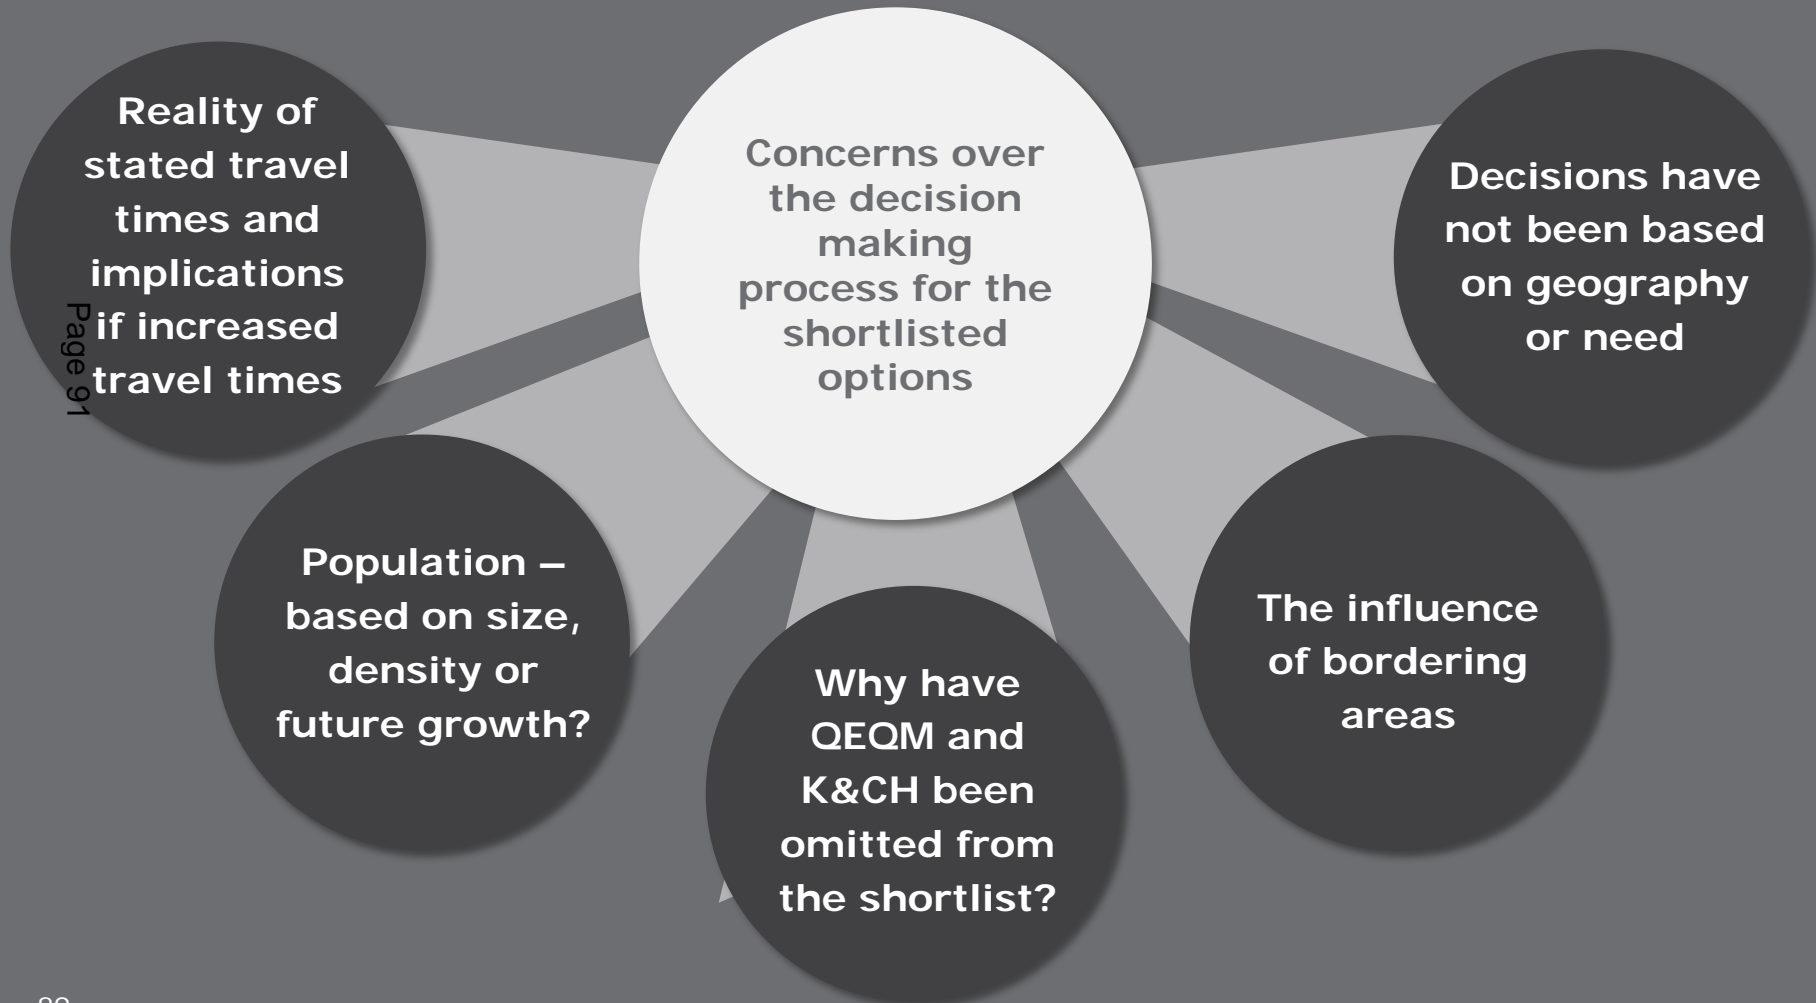 Reality of
stated travel
times and
implications
if increased
travel times
Page 91
Concerns over
the decision
making
process for the
shortlisted
options
Decisions have
not been based
on geography
or need
Population –
based on size,
density or
future growth?
Why have
QEQM and
K&CH been
omitted from
the shortlist?
The influence
of bordering
areas